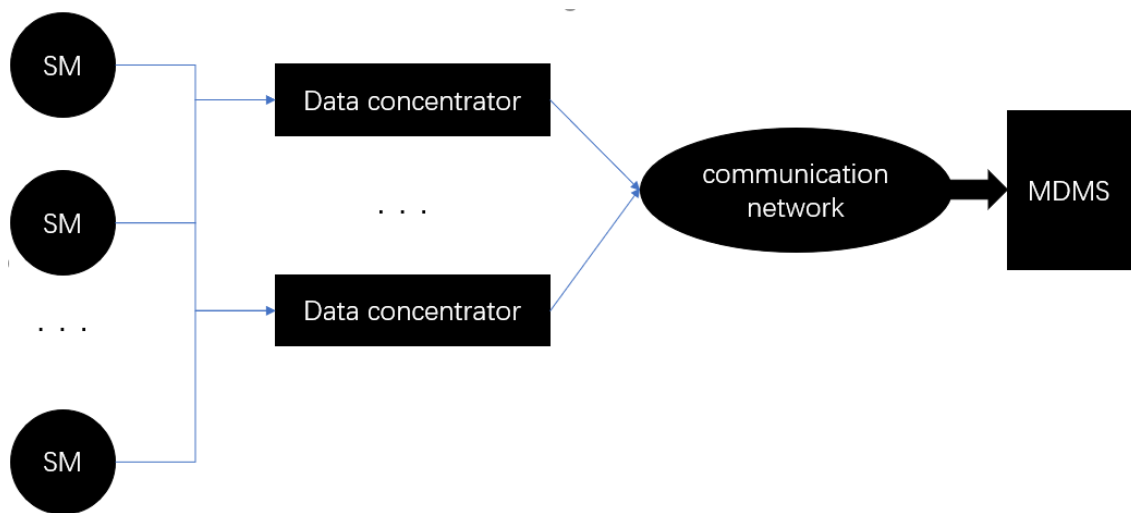 SM
Data concentrator
SM
. . .
communication
network
MDMS
Data concentrator
. . .
SM